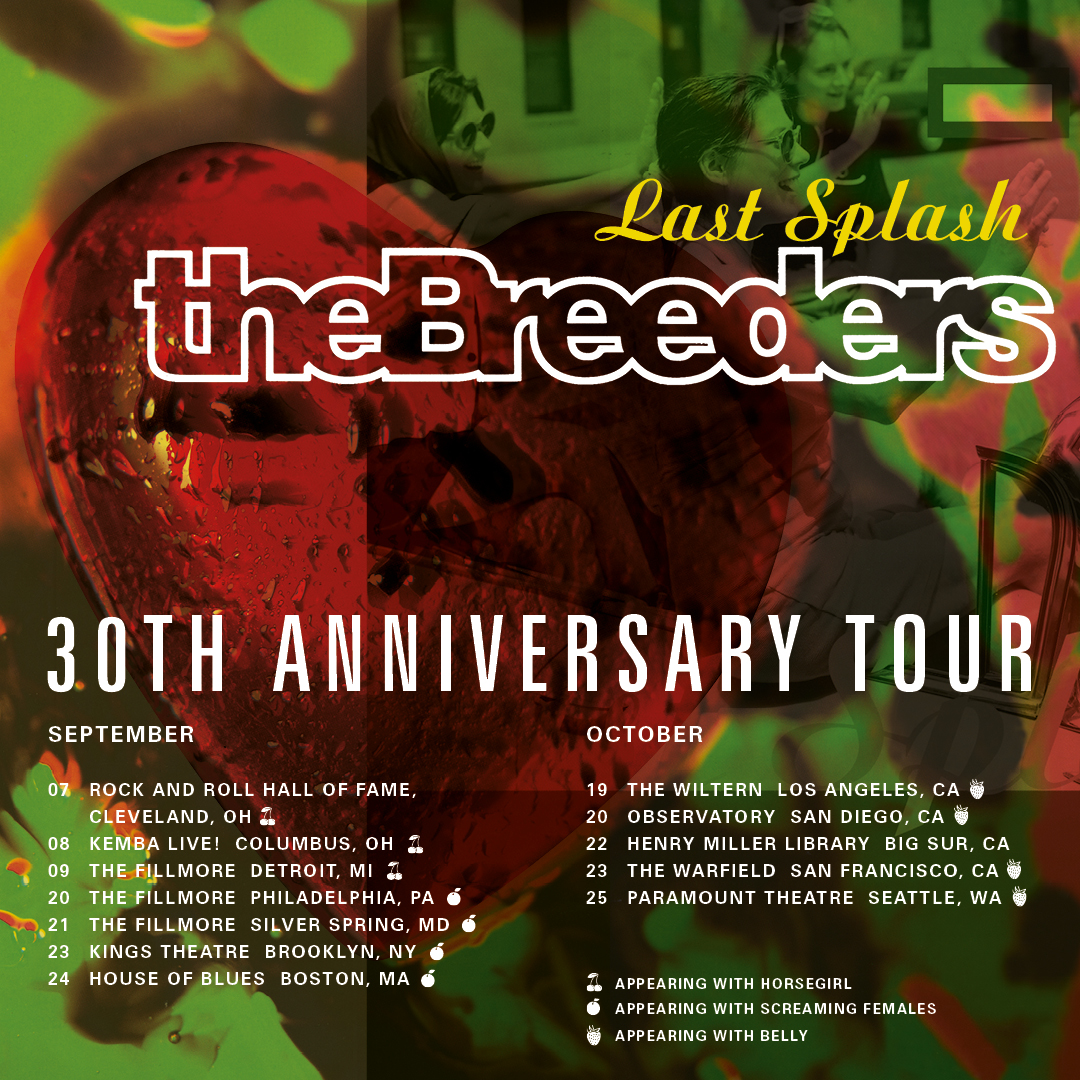 Last Splash
theBreeders
30TH ANNIVERSARY TOUR
SEPTEMBER
07 ROCK AND ROLL HALL OF FAME,
CLEVELAND, OH
08 KEMBA LIVE! COLUMBUS, OH
09 THE FILLMORE DETROIT, MI
20 THE FILLMORE PHILADELPHIA, PA
21 THE FILLMORE SILVER SPRING, MD
23 KINGS THEATRE BROOKLYN, NY
24 HOUSE OF BLUES BOSTON, MA
OCTOBER
19 THE WILTERN LOS ANGELES, CA
20 OBSERVATORY SAN DIEGO, CA
22 HENRY MILLER LIBRARY BIG SUR, CA
23 THE WARFIELD SAN FRANCISCO, CA
25 PARAMOUNT THEATRE SEATTLE, WA
APPEARING WITH HORSEGIRL
APPEARING WITH SCREAMING FEMALES
APPEARING WITH BELLY